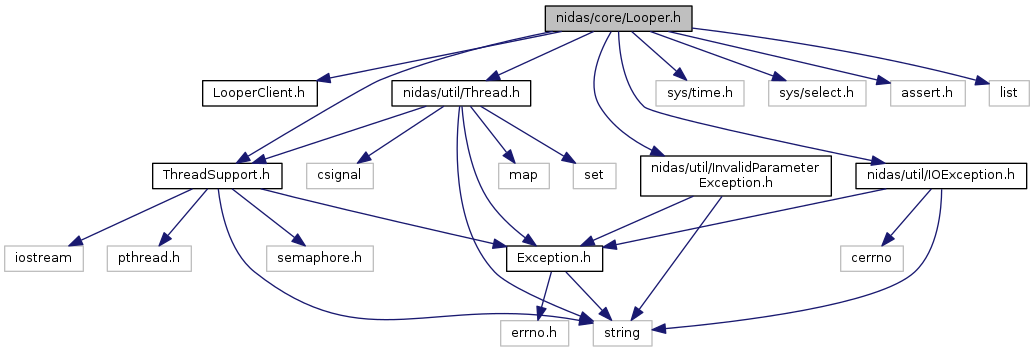 nidas/core/Looper.h
LooperClient.h
nidas/util/Thread.h
sys/time.h
sys/select.h
assert.h
list
ThreadSupport.h
csignal
map
set
nidas/util/InvalidParameter
Exception.h
nidas/util/IOException.h
iostream
pthread.h
semaphore.h
Exception.h
cerrno
errno.h
string